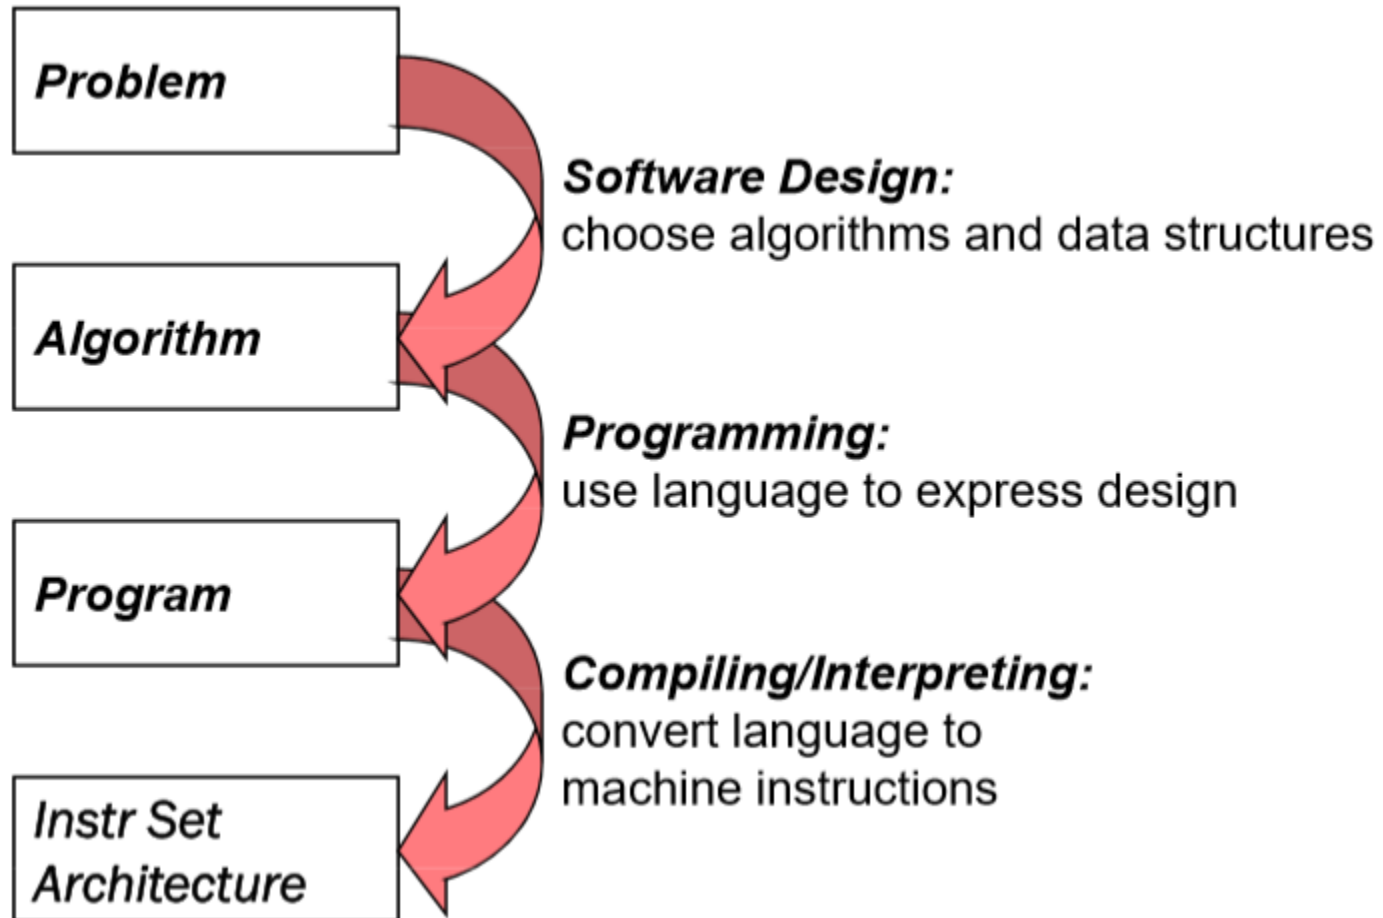 Problem
Software Design:
choose algorithms and data structures
Algorithm
Programming:
use language to express design
Program
Compiling/Interpreting:
convert language to
machine instructions
Instr Set
Architecture